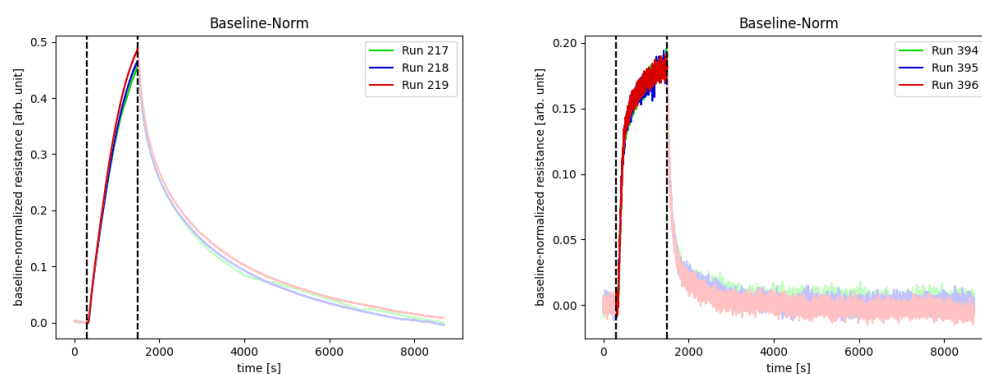 Baseline-Norm
baseline-normalized resistance [arb. unit]
0.5
0.4
0.3
0.2
0.1
0.0
Run 217
Run 218
Run 219
0 2000 4000 6000 8000
time [s]
Baseline-Norm
baseline-normalized resistance [arb. unit]
0.20
0.15
0.10
0.05
0.00
Run 394
Run 395
Run 396
0 2000 4000 6000 8000
time [s]